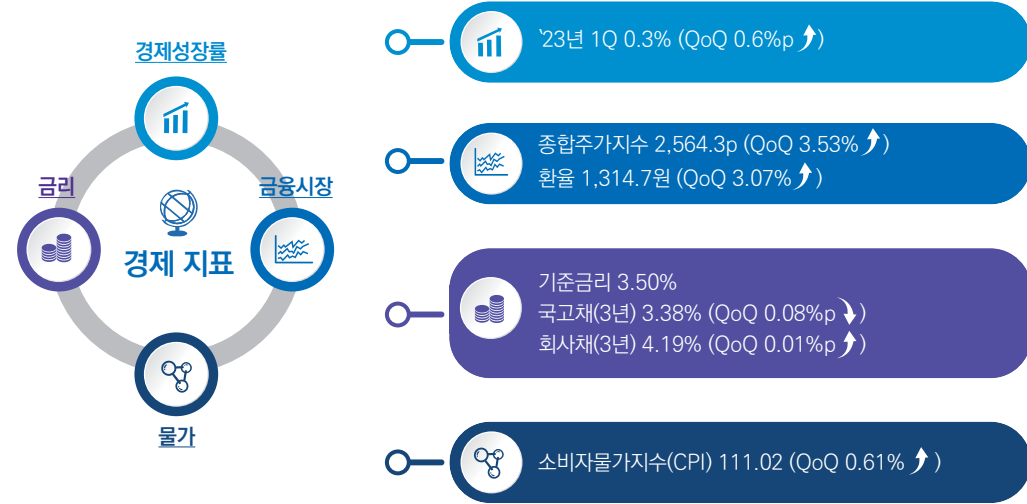 경제성장률
금리
금융시장
경제 지표
물가
`23년 1Q 0.3% (QoQ 0.6%p)
종합주가지수 2,564.3p (QoQ 3.53%)
환율 1,314.7원 (QoQ 3.07%)
기준금리 3.50%
국고채(3년) 3.38% (QoQ 0.08%p)
회사채(3년) 4.19% (QoQ 0.01%p)
소비자물가지수(CPI) 111.02 (QoQ 0.61% )